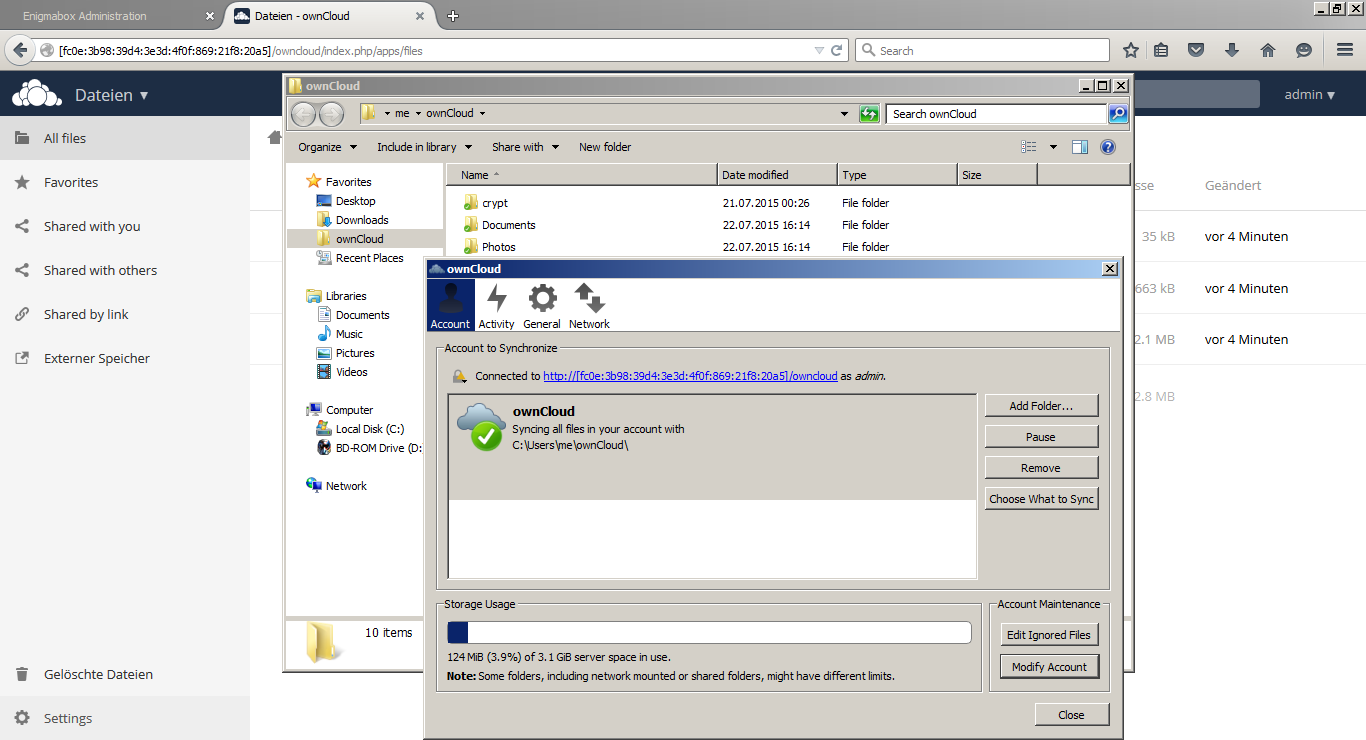 Enigmabox Administration
Dateien - ownCloud
[fc0e:3b98:39d4:3e3d:4f0f:869:21f8:20a5]/owncloud/index.php/apps/files
Search
Dateien
admin
All files
Favorites
Shared with you
Shared with others
Shared by link
Externer Speicher
Gelöschte Dateien
Settings
sse Geändert
35 kB vor 4 Minuten
663 kB vor 4 Minuten
2.1 MB vor 4 Minuten
2.8 MB
ownCloud
me ownCloud
Search ownCloud
Organize Include in library Share with New folder
Favorites
Desktop
Downloads
ownCloud
Recent Places
Libraries
Documents
Music
Pictures
Videos
Computer
Local Disk (C:)
BD-ROM Drive (D:
Network
Name Date modified Type Size
crypt 21.07.2015 00:26 File folder
Documents 22.07.2015 16:14 File folder
Photos 22.07.2015 16:14 File folder
10 items
ownCloud
Account Activity General Network
Account to Synchronize
Connected to http://[fc0e:3b98:39d4:3e3d:4f0f:869:21f8:20a5]/owncloud as admin.
ownCloud
Syncing all files in your account with
C:\Users\me\ownCloud\
Add Folder...
Pause
Remove
Choose What to Sync
Storage Usage
124 MiB (3.9%) of 3.1 GiB server space in use.
Note: Some folders, including network mounted or shared folders, might have different limits.
Account Maintenance
Edit Ignored Files
Modify Account
Close